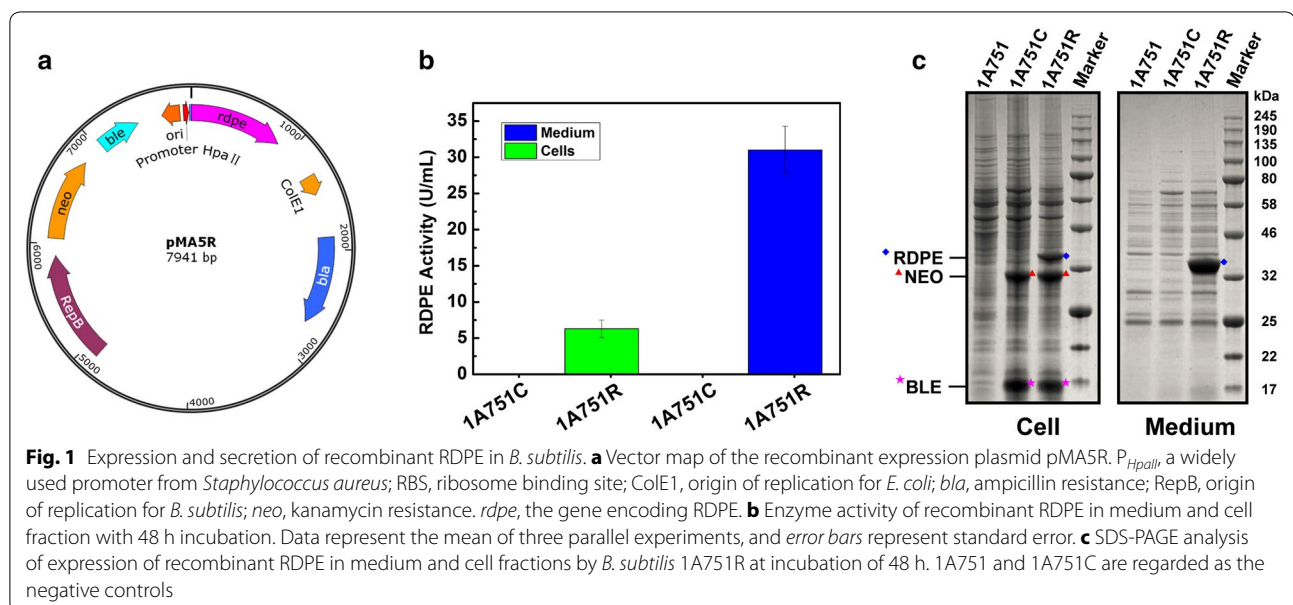 a
rdpe
1000
ColE1
2000
bla
3000
4000
5000
RepB
6000
neo
7000
ble
ori
Promoter HpaII
pMA5R
7941 bp
b
RDPE Activity (U/mL)
35
30
25
20
15
10
5
0
Medium
Cells
1A751C
1A751R
1A751C
1A751R
c
1A751
1A751C
1A751R
Marker
1A751
1A751C
1A751R
Marker
kDa
245
190
135
100
80
58
46
32
25
22
17
RDPE
NEO
BLE
Cell
Medium
Fig. 1 Expression and secretion of recombinant RDPE in B. subtilis. a Vector map of the recombinant expression plasmid pMA5R. PHpaII, a widely
used promoter from Staphylococcus aureus; RBS, ribosome binding site; ColE1, origin of replication for E. coli; bla, ampicillin resistance; RepB, origin
of replication for B. subtilis; neo, kanamycin resistance. rdpe, the gene encoding RDPE. b Enzyme activity of recombinant RDPE in medium and cell
fraction with 48 h incubation. Data represent the mean of three parallel experiments, and error bars represent standard error. c SDS-PAGE analysis
of expression of recombinant RDPE in medium and cell fractions by B. subtilis 1A751R at incubation of 48 h. 1A751 and 1A751C are regarded as the
negative controls